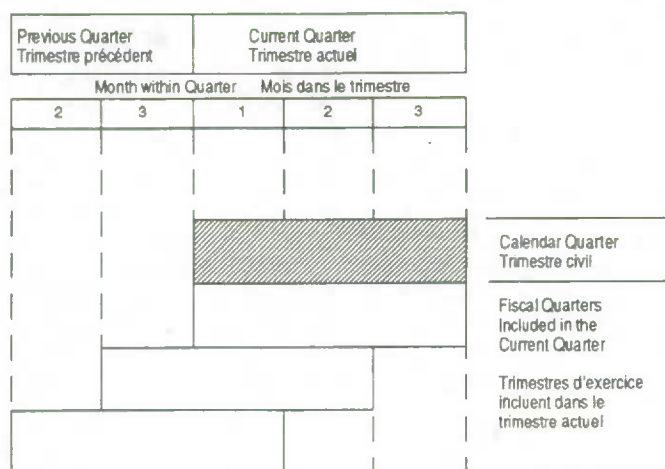 Previous Quarter
Trimestre précédent
Current Quarter
Trimestre actuel
Month within Quarter Mois dans le trimestre
2 3 1 2 3
Calendar Quarter
Trimestre civil
Fiscal Quarters
Included in the
Current Quarter
Trimestres d'exercice
incluent dans le
trimestre actuel